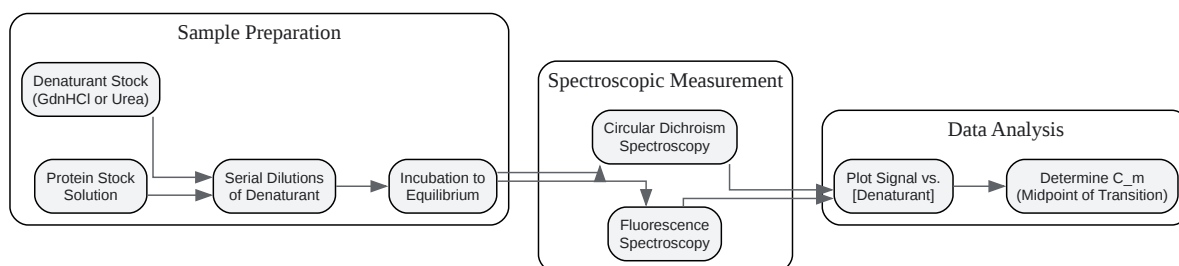 Sample Preparation
Denaturant Stock
(GdnHCl or Urea)
Protein Stock
Solution
Serial Dilutions
of Denaturant
Incubation to
Equilibrium
Spectroscopic Measurement
Circular Dichroism
Spectroscopy
Fluorescence
Spectroscopy
Data Analysis
Plot Signal vs.
[Denaturant]
Determine C_m
(Midpoint of Transition)